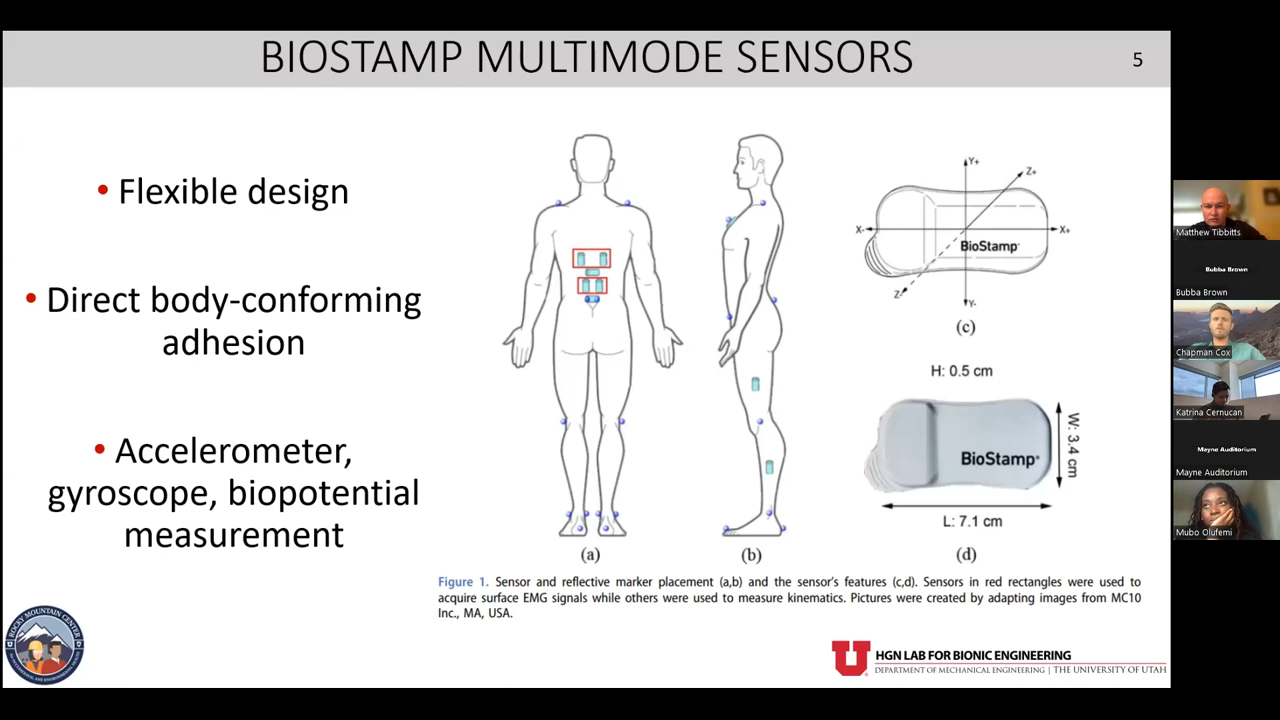 BIOSTAMP MULTIMODE SENSORS
5
• Flexible design
• Direct body-conforming
adhesion
• Accelerometer,
gyroscope, biopotential
measurement
(a)
(b)
Y+
Z+
X-
X+
BioStamp
Z-
Y-
(c)
H: 0.5 cm
BioStamp®
W: 3.4 cm
L: 7.1 cm
(d)
Figure 1. Sensor and reflective marker placement (a,b) and the sensor's features (c,d). Sensors in red rectangles were used to
acquire surface EMG signals while others were used to measure kinematics. Pictures were created by adapting images from MC10
Inc., MA, USA.
ROCKY MOUNTAIN CENTER
U
HGN LAB FOR BIONIC ENGINEERING
DEPARTMENT OF MECHANICAL ENGINEERING | THE UNIVERSITY OF UTAH
Matthew Tibbitts
Bubba Brown
Bubba Brown
Chapman Cox
Katrina Cernucan
Mayne Auditorium
Mayne Auditorium
Mubo Olufemi